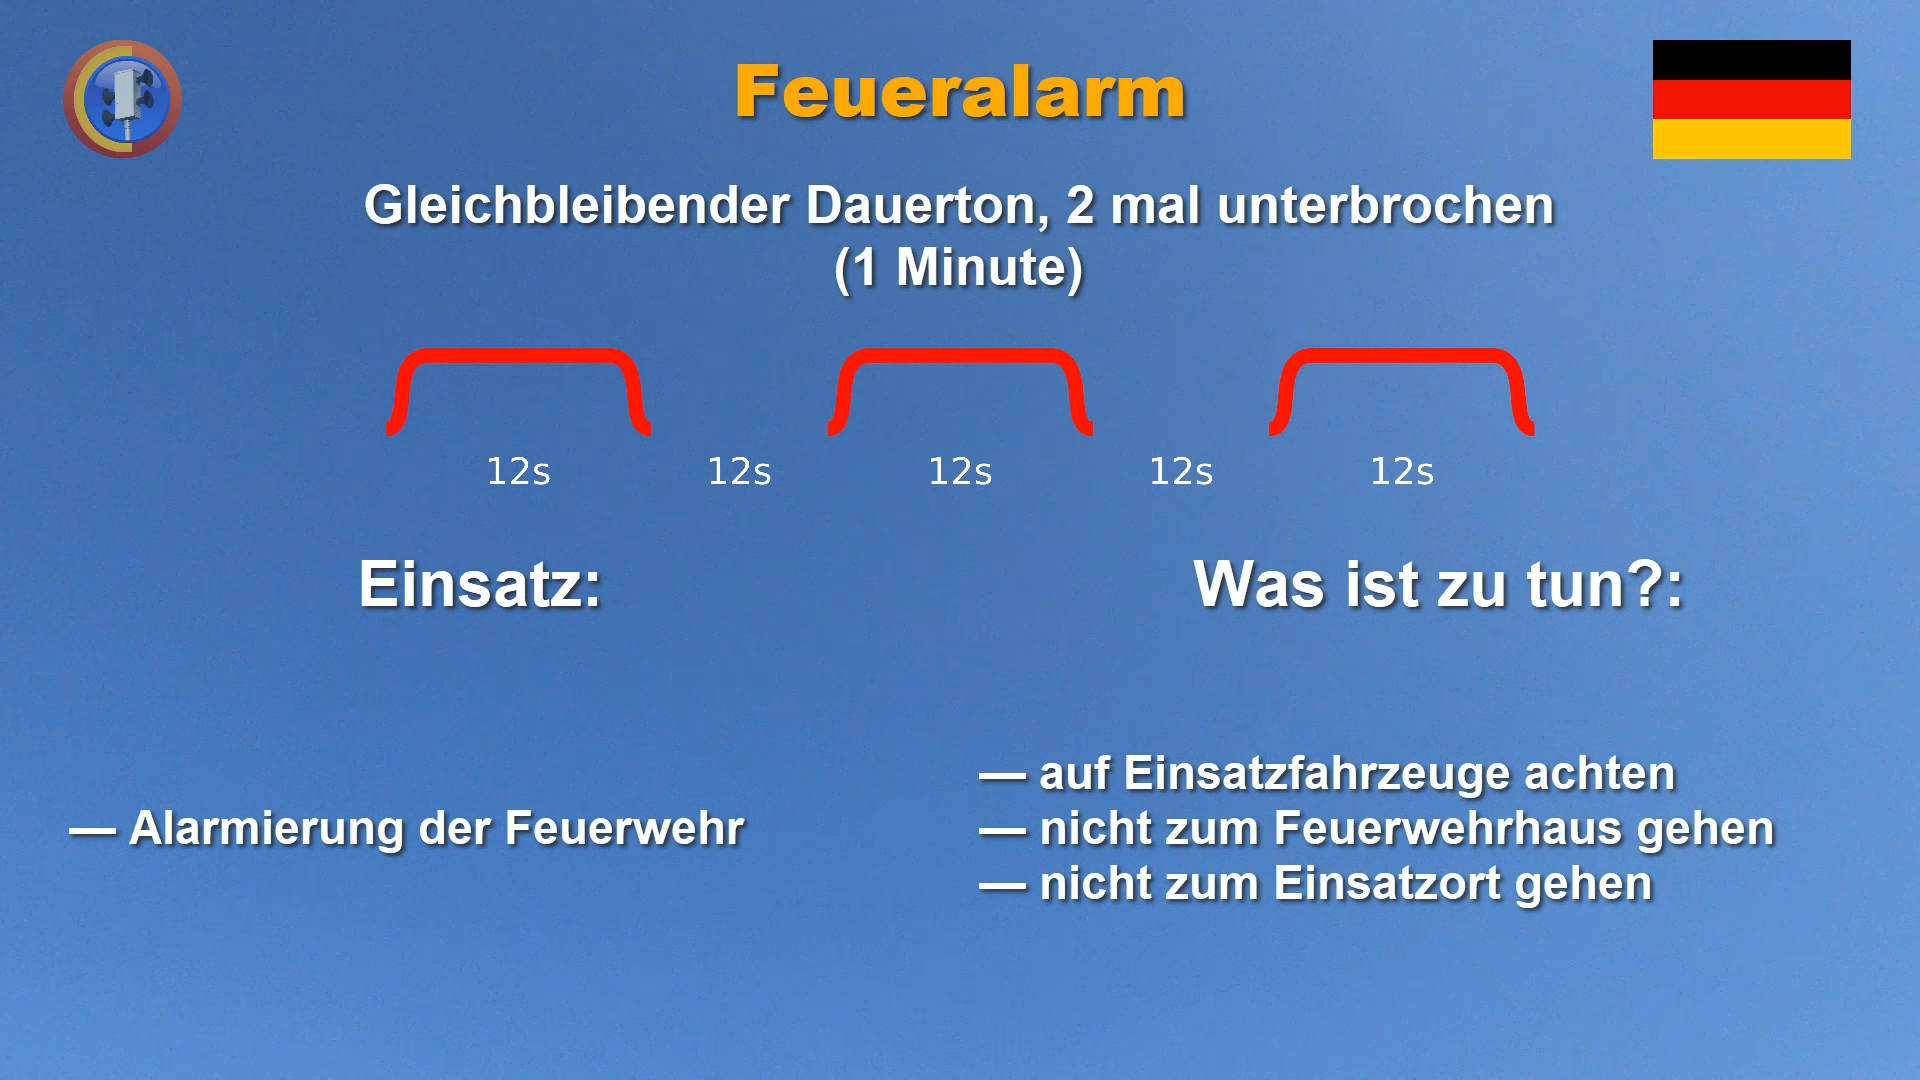 Feueralarm
Gleichbleibender Dauerton, 2 mal unterbrochen
(1 Minute)
12s 12s 12s 12s 12s
Einsatz:
— Alarmierung der Feuerwehr
Was ist zu tun?:
— auf Einsatzfahrzeuge achten
— nicht zum Feuerwehrhaus gehen
— nicht zum Einsatzort gehen